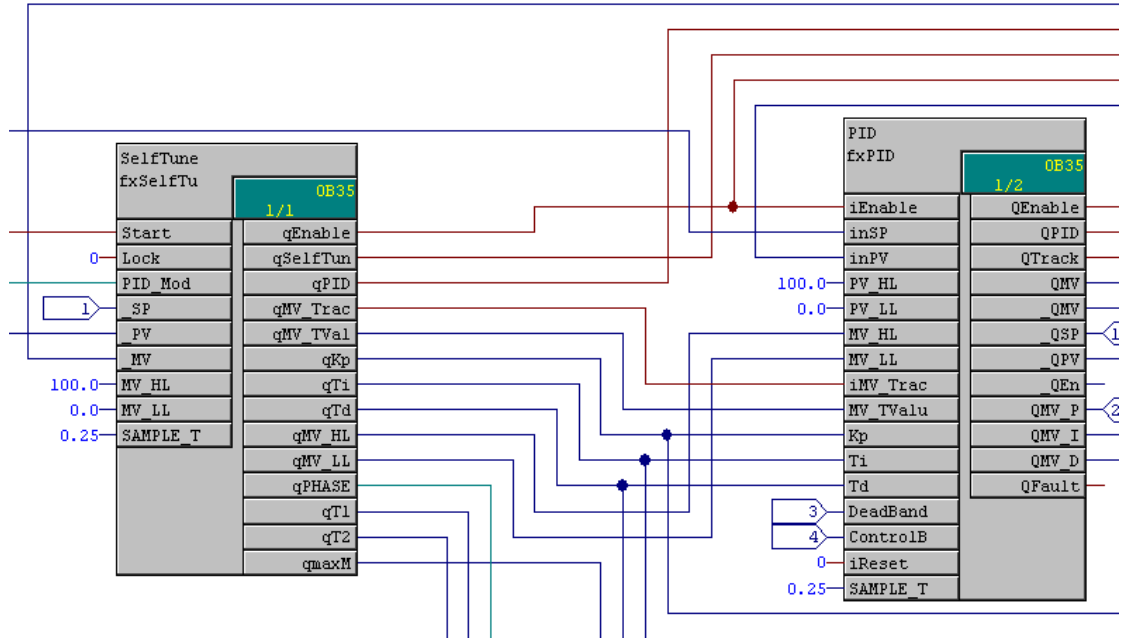 SelfTune
fxSelfTu
OB35
1/1
Start
qEnable
0
Lock
qSelfTun
PID_Mod
qPID
1
_SP
qMV_Trac
_PV
qMV_TVal
_MV
qKp
100.0
MV_HL
qTi
0.0
MV_LL
qTd
0.25
SAMPLE_T
qMV_HL
qMV_LL
qPHASE
qT1
qT2
qmaxM
PID
fxPID
OB35
1/2
iEnable
QEnable
inSP
QPID
inPV
QTrack
100.0
PV_HL
QMV
0.0
PV_LL
_QMV
MV_HL
_QSP
1
MV_LL
_QPV
iMV_Trac
_QEn
MV_TValu
QMV_P
2
Kp
QMV_I
Ti
QMV_D
Td
QFault
3
DeadBand
4
ControlB
0
iReset
0.25
SAMPLE_T